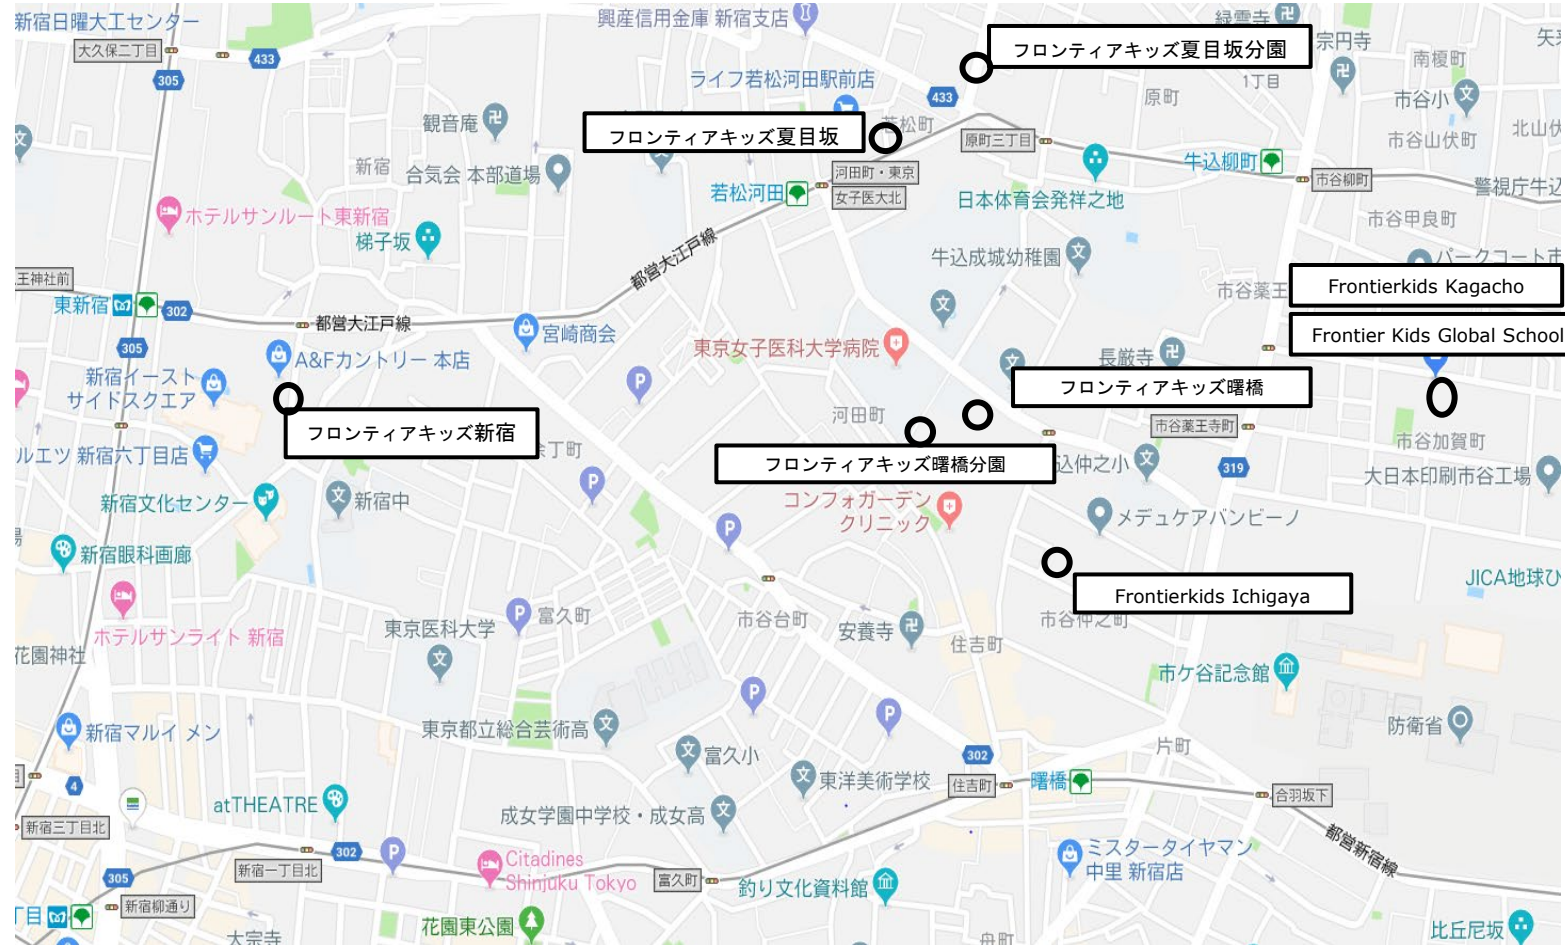 新宿日曜大工センター
興産信用金庫 新宿支店
緑雲寺
宗円寺
大久保二丁目
433
フロンティアキッズ夏目坂分園
南榎町
305
ライフ若松河田駅前店
433
1丁目
原町
市谷小
観音庵
フロンティアキッズ夏目坂
若松町
原町三丁目
市谷山伏町
新宿
合気会 本部道場
河田町・東京
女子医大北
牛込柳町
市谷柳町
若松河田
日本体育会発祥之地
警視庁牛込
ホテルサンルート東新宿
市谷甲良町
梯子坂
都営大江戸線
牛込成城幼稚園
パークコート市
王神社前
市谷薬王
Frontierkids Kagacho
東新宿
302
都営大江戸線
宮崎商会
Frontier Kids Global School
305
A&Fカントリー 本店
東京女子医科大学病院
長厳寺
新宿イースト
サイドスクエア
フロンティアキッズ曙橋
河田町
市谷薬王寺町
フロンティアキッズ新宿
市谷加賀町
余丁町
フロンティアキッズ曙橋分園
込仲之小
319
大日本印刷市谷工場
ルエツ 新宿六丁目店
新宿文化センター
新宿中
コンフォガーデン
クリニック
メデュケアバンビーノ
新宿眼科画廊
JICA地球ひ
Frontierkids Ichigaya
ホテルサンライト 新宿
富久町
市谷台町
市谷仲之町
東京医科大学
安養寺
住吉町
花園神社
市ケ谷記念館
新宿マルイ メン
東京都立総合芸術高
防衛省
富久小
片町
302
4
東洋美術学校
住吉町
曙橋
合羽坂下
atTHEATRE
成女学園中学校・成女高
新宿三丁目北
都営新宿線
302
Citadines
Shinjuku Tokyo
ミスタータイヤマン
中里 新宿店
新宿一丁目北
305
富久町
釣り文化資料館
新宿柳通り
丁目
花園東公園
大宗寺
舟町
比丘尼坂